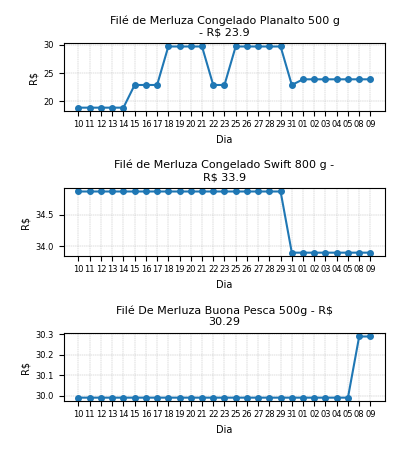 Filé de Merluza Congelado Planalto 500 g
- R$ 23.9
30
25
20
R$
10 11 12 13 14 15 16 17 18 19 20 21 22 23 25 26 27 28 29 31 01 02 03 04 05 08 09
Dia
Filé de Merluza Congelado Swift 800 g -
R$ 33.9
34.5
34.0
R$
10 11 12 13 14 15 16 17 18 19 20 21 22 23 25 26 27 28 29 31 01 02 03 04 05 08 09
Dia
Filé De Merluza Buona Pesca 500g - R$
30.29
30.3
30.2
30.1
30.0
R$
10 11 12 13 14 15 16 17 18 19 20 21 22 23 25 26 27 28 29 31 01 02 03 04 05 08 09
Dia